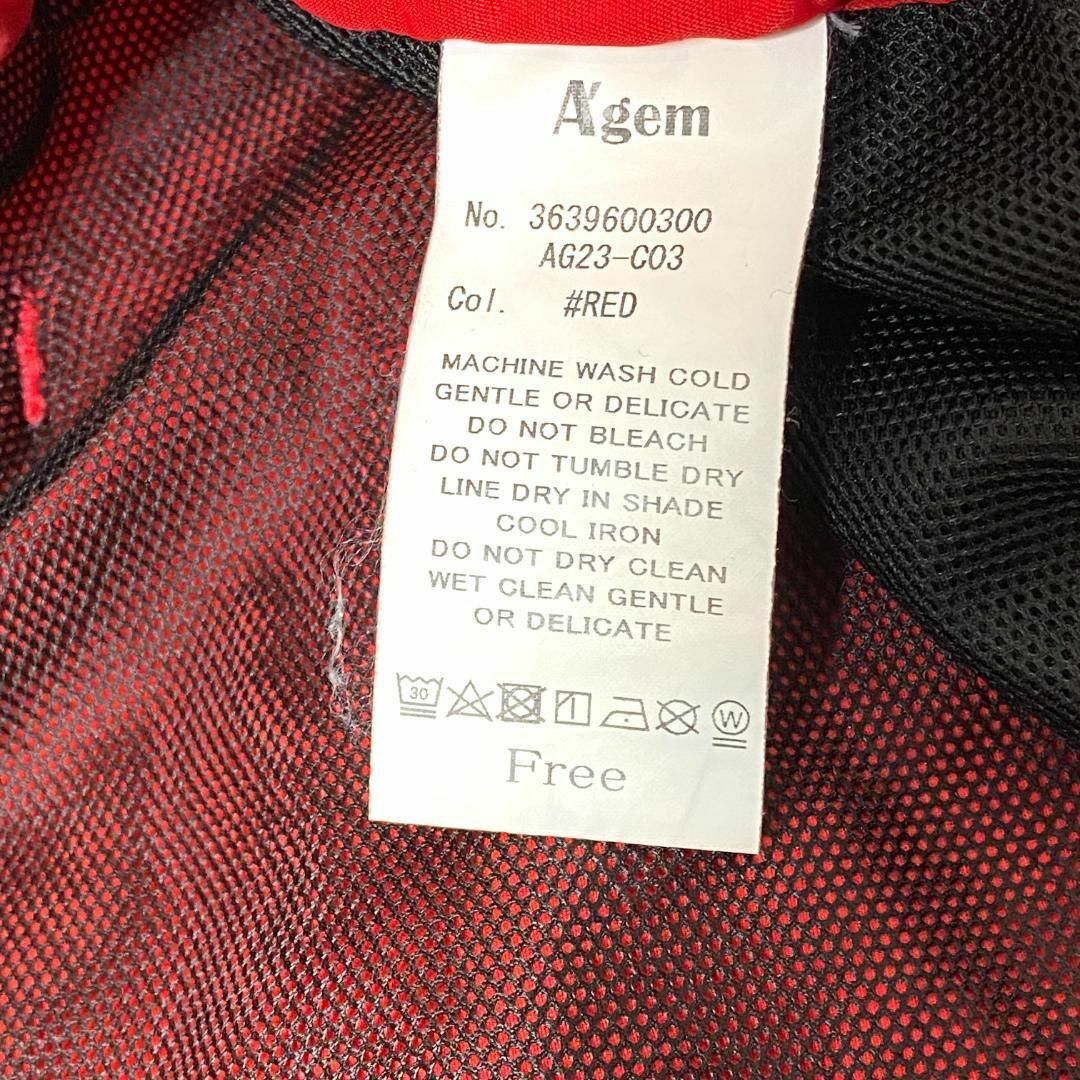 A'gem
No. 3639600300
AG23-C03
Col. #RED
MACHINE WASH COLD
GENTLE OR DELICATE
DO NOT BLEACH
DO NOT TUMBLE DRY
LINE DRY IN SHADE
COOL IRON
DO NOT DRY CLEAN
WET CLEAN GENTLE
OR DELICATE
30 W
Free